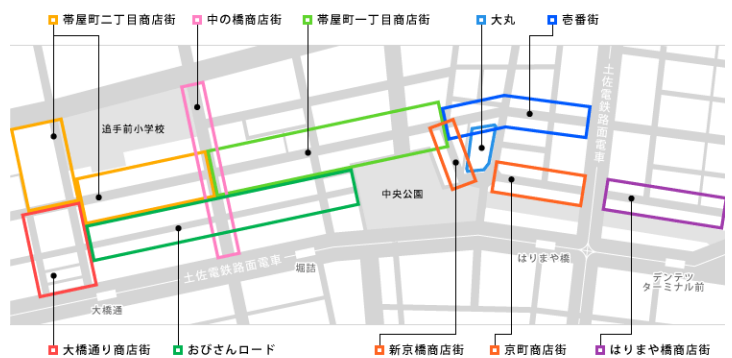 帯屋町二丁目商店街
中の橋商店街
帯屋町一丁目商店街
大丸
壱番街
追手前小学校
土佐電鉄路面電車
中央公園
土佐電鉄路面電車
堀詰
はりまや橋
デンテツ
ターミナル前
大橋通
大橋通り商店街
おびさんロード
新京橋商店街
京町商店街
はりまや橋商店街